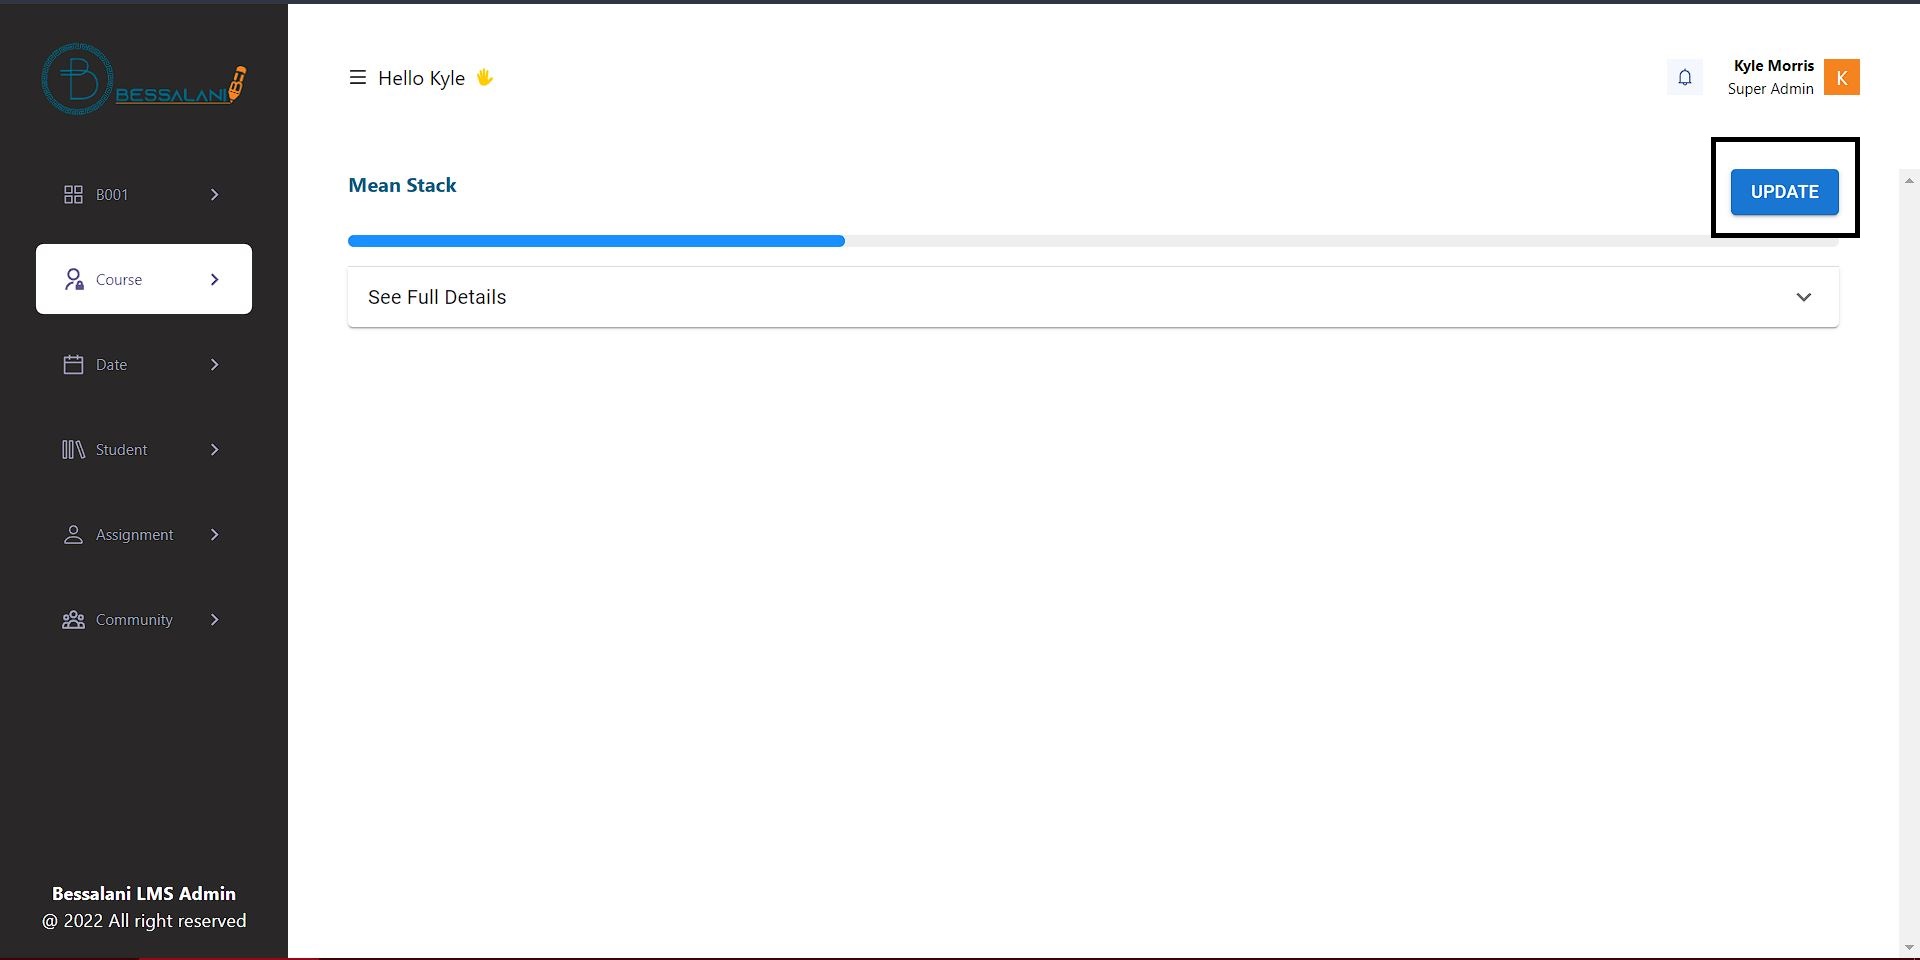 BESSALANI
Hello Kyle 🖐
Kyle Morris
Super Admin
K
B001
Course
Date
Student
Assignment
Community
Mean Stack
UPDATE
See Full Details
Bessalani LMS Admin
@ 2022 All right reserved